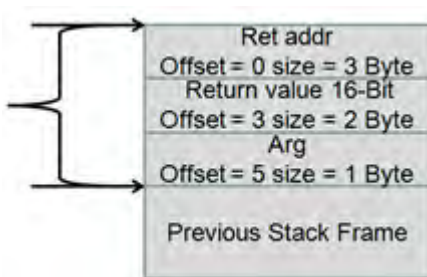 Ret addr
Offset = 0 size = 3 Byte
Return value 16-Bit
Offset = 3 size = 2 Byte
Arg
Offset = 5 size = 1 Byte
Previous Stack Frame